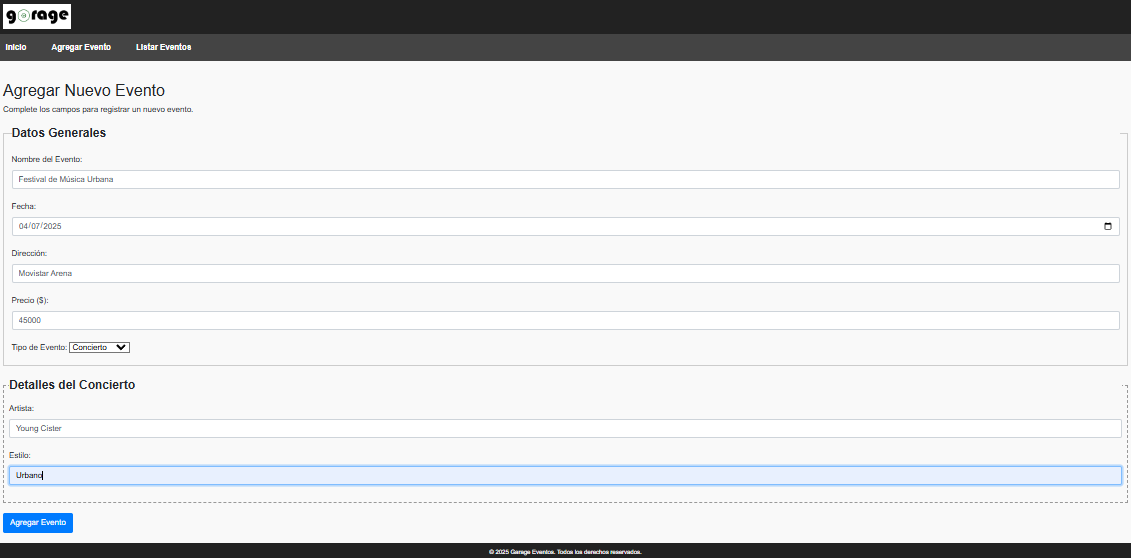 garage
Inicio Agregar Evento Listar Eventos
Agregar Nuevo Evento
Complete los campos para registrar un nuevo evento.
Datos Generales
Nombre del Evento:
Festival de Música Urbana
Fecha:
04/07/2025
Dirección:
Movistar Arena
Precio ($):
45000
Tipo de Evento: Concierto
Detalles del Concierto
Artista:
Young Cister
Estilo:
Urbano
Agregar Evento
© 2025 Garage Eventos. Todos los derechos reservados.